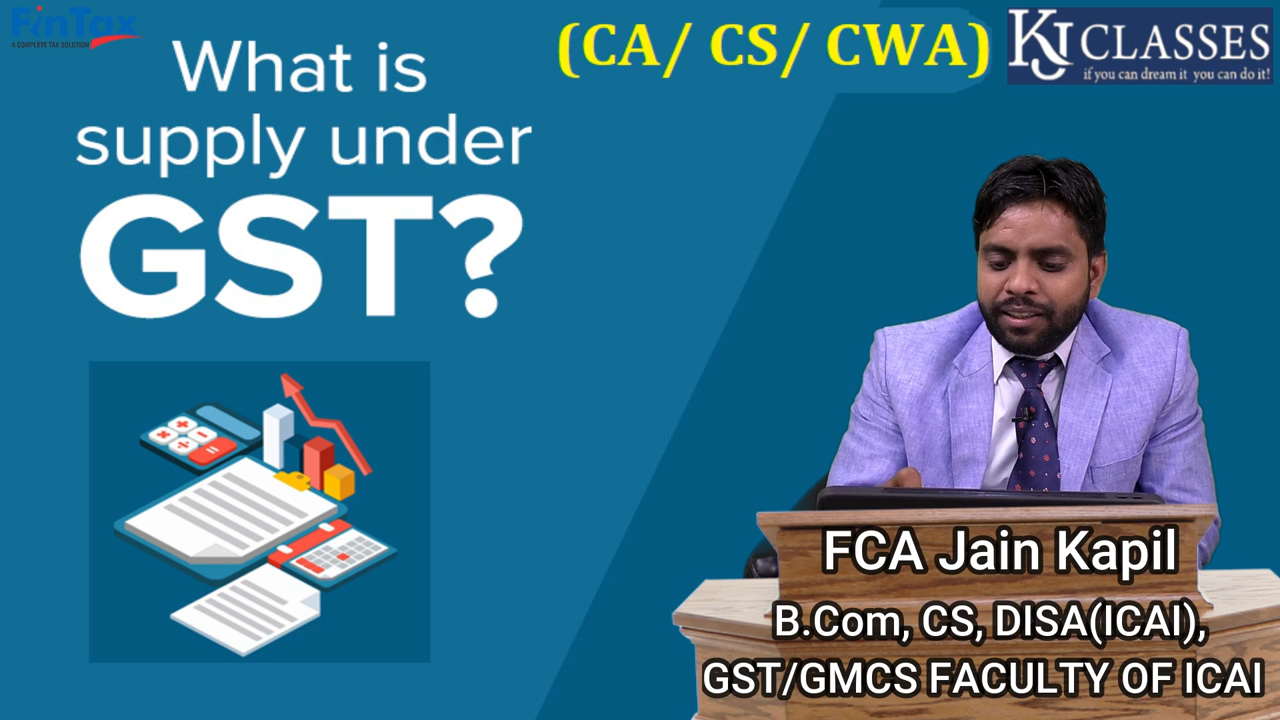 FinTax
A COMPLETE TAX SOLUTION
What is
supply under
GST?
(CA/ CS/ CWA)
KJ CLASSES
if you can dream it you can do it!
FCA Jain Kapil
B.Com, CS, DISA(ICAI),
GST/GMCS FACULTY OF ICAI